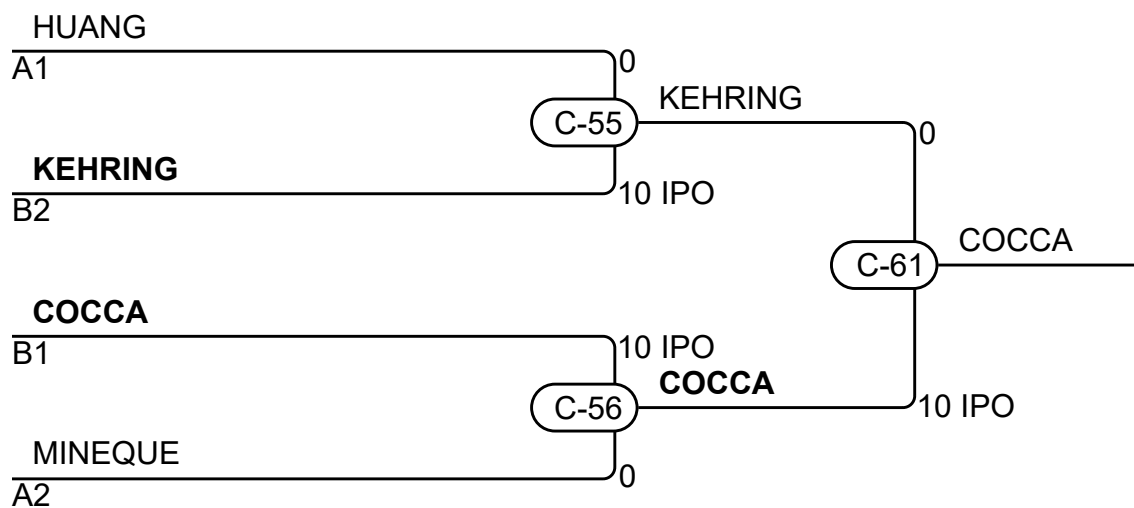 HUANG
A1
0
C-55
KEHRING
0
KEHRING
B2
10 IPO
C-61
COCCA
COCCA
B1
10 IPO
C-56
COCCA
10 IPO
MINEQUE
A2
0